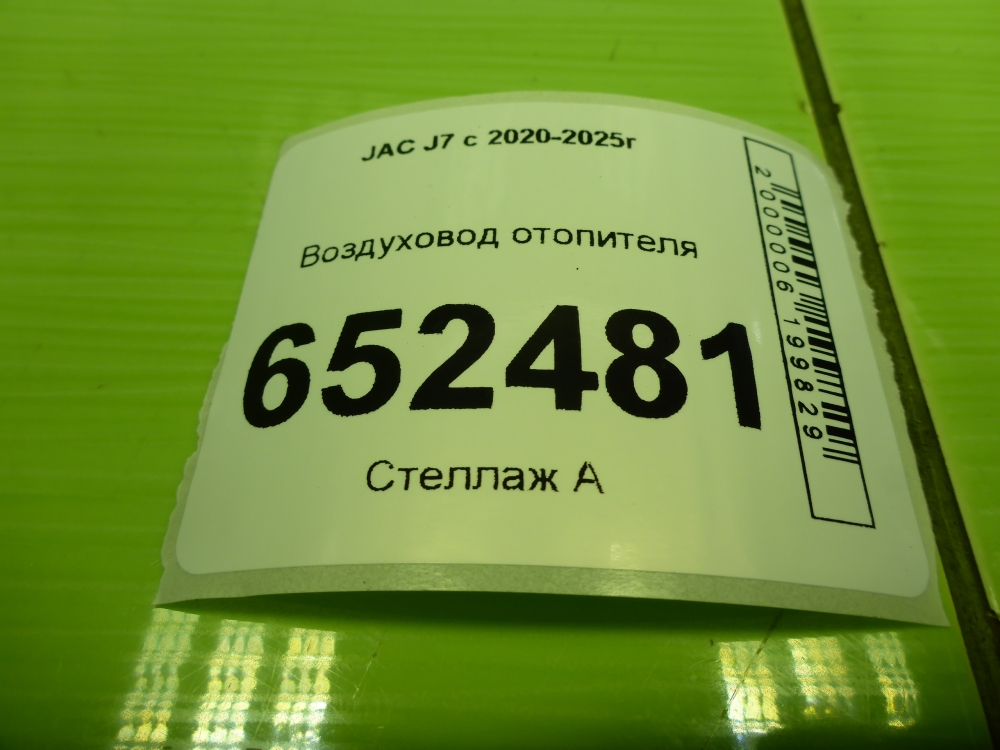 JAC J7 с 2020-2025г
Воздуховод отопителя
652481
Стеллаж А
2000006199829